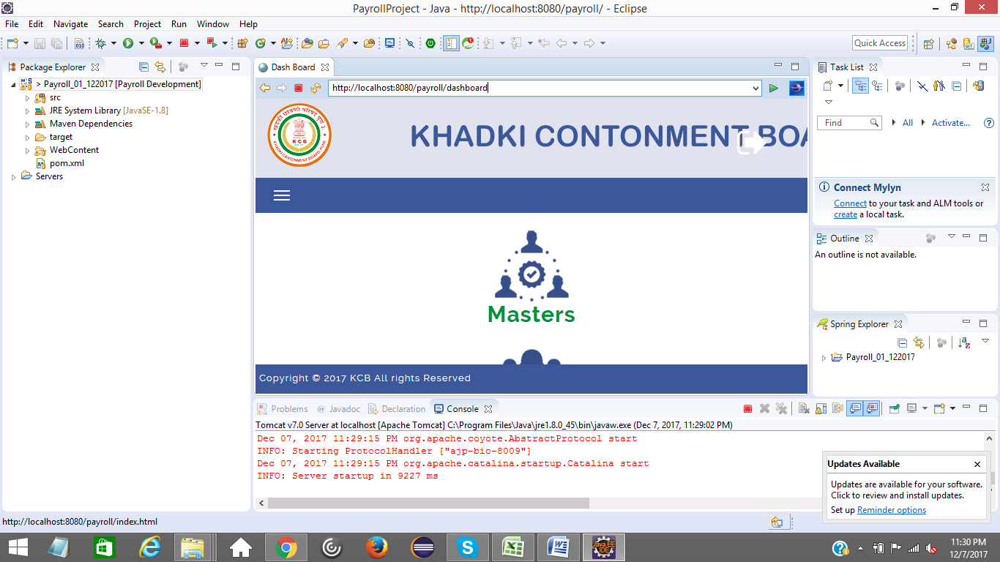 PayrollProject - Java - http://localhost:8080/payroll/ - Eclipse
File Edit Navigate Search Project Run Window Help
Quick Access
Package Explorer
> Payroll_01_122017 [Payroll Development]
src
JRE System Library [JavaSE-1.8]
Maven Dependencies
target
WebContent
pom.xml
Servers
Dash Board
http://localhost:8080/payroll/dashboard
KCB
KHADKI CONTONMENT BOA
Masters
Copyright © 2017 KCB All rights Reserved
Task List
Find All Activate...
Connect Mylyn
Connect to your task and ALM tools or
create a local task.
Outline
An outline is not available.
Spring Explorer
Payroll_01_122017
Problems @ Javadoc Declaration Console
Tomcat v7.0 Server at localhost [Apache Tomcat] C:\Program Files\Java\jre1.8.0_45\bin\javaw.exe (Dec 7, 2017, 11:29:02 PM)
Dec 07, 2017 11:29:15 PM org.apache.coyote.AbstractProtocol start
INFO: Starting ProtocolHandler ["ajp-bio-8009"]
Dec 07, 2017 11:29:15 PM org.apache.catalina.startup.Catalina start
INFO: Server startup in 9227 ms
Updates Available
Updates are available for your software.
Click to review and install updates.
Set up Reminder options
http://localhost:8080/payroll/index.html
Java EE
IDE
11:30 PM
12/7/2017